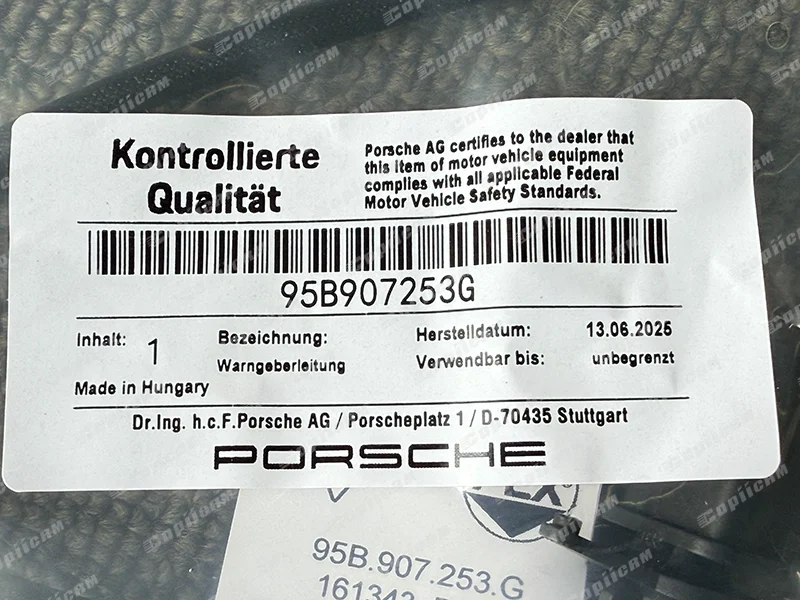 Kontrollierte
Qualität
Porsche AG certifies to the dealer that
this item of motor vehicle equipment
complies with all applicable Federal
Motor Vehicle Safety Standards.
95B907253G
Inhalt: 1
Bezeichnung:
Warngeberleitung
Herstelldatum: 13.06.2025
Verwendbar bis: unbegrenzt
Made in Hungary
Dr.Ing. h.c.F.Porsche AG / Porscheplatz 1 / D-70435 Stuttgart
PORSCHE
95B.907.253.G
CopiiCAM